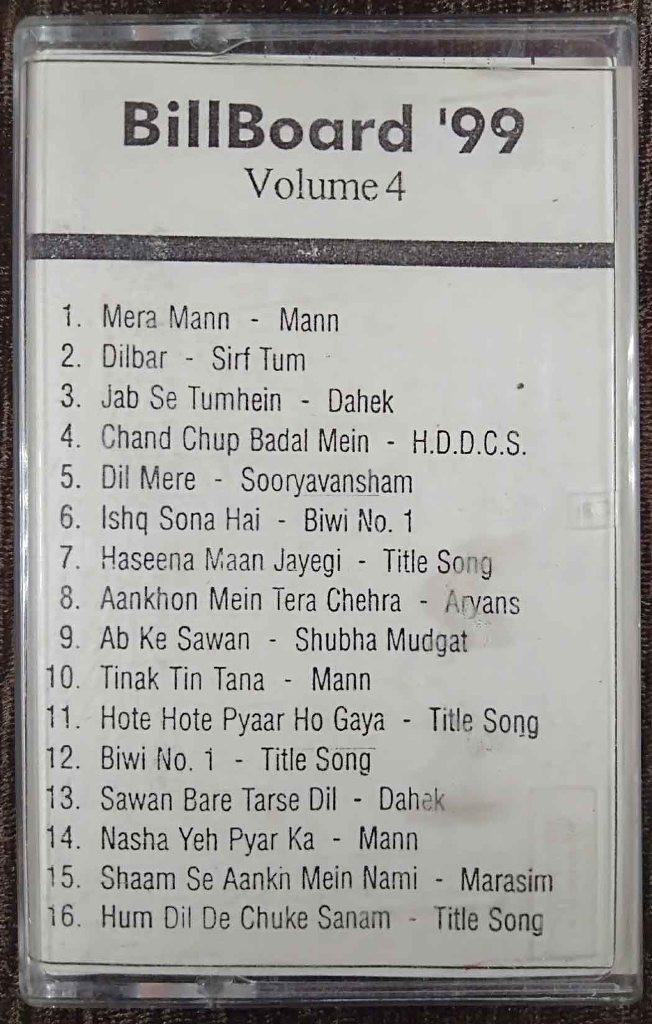 BillBoard '99
Volume 4
1. Mera Mann - Mann
2. Dilbar - Sirf Tum
3. Jab Se Tumhein - Dahek
4. Chand Chup Badal Mein - H.D.D.C.S.
5. Dil Mere - Sooryavansham
6. Ishq Sona Hai - Biwi No. 1
7. Haseena Maan Jayegi - Title Song
8. Aankhon Mein Tera Chehra - Aryans
9. Ab Ke Sawan - Shubha Mudgat
10. Tinak Tin Tana - Mann
11. Hote Hote Pyaar Ho Gaya - Title Song
12. Biwi No. 1 - Title Song
13. Sawan Bare Tarse Dil - Dahek
14. Nasha Yeh Pyar Ka - Mann
15. Shaam Se Aankh Mein Nami - Marasim
16. Hum Dil De Chuke Sanam - Title Song